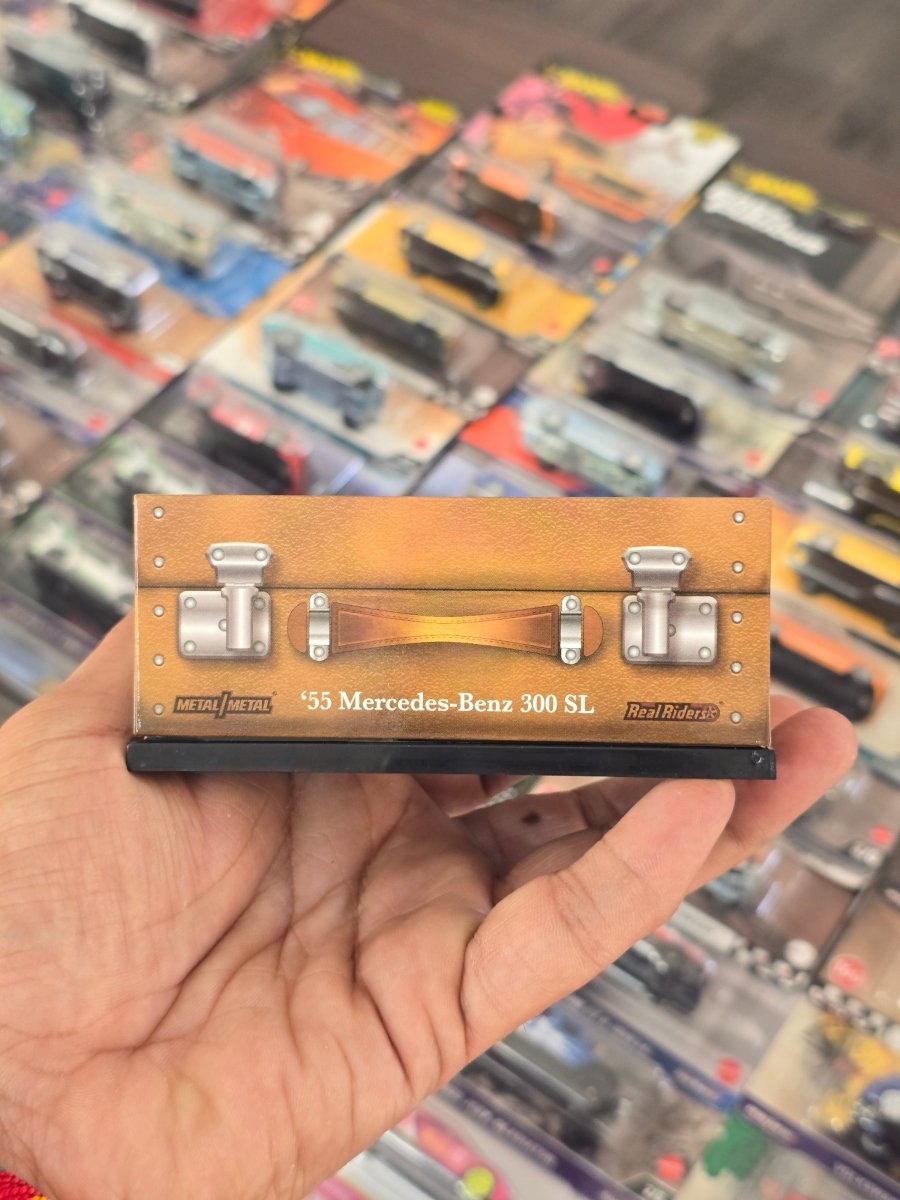 METAL/METAL
‘55 Mercedes-Benz 300 SL
Real Riders